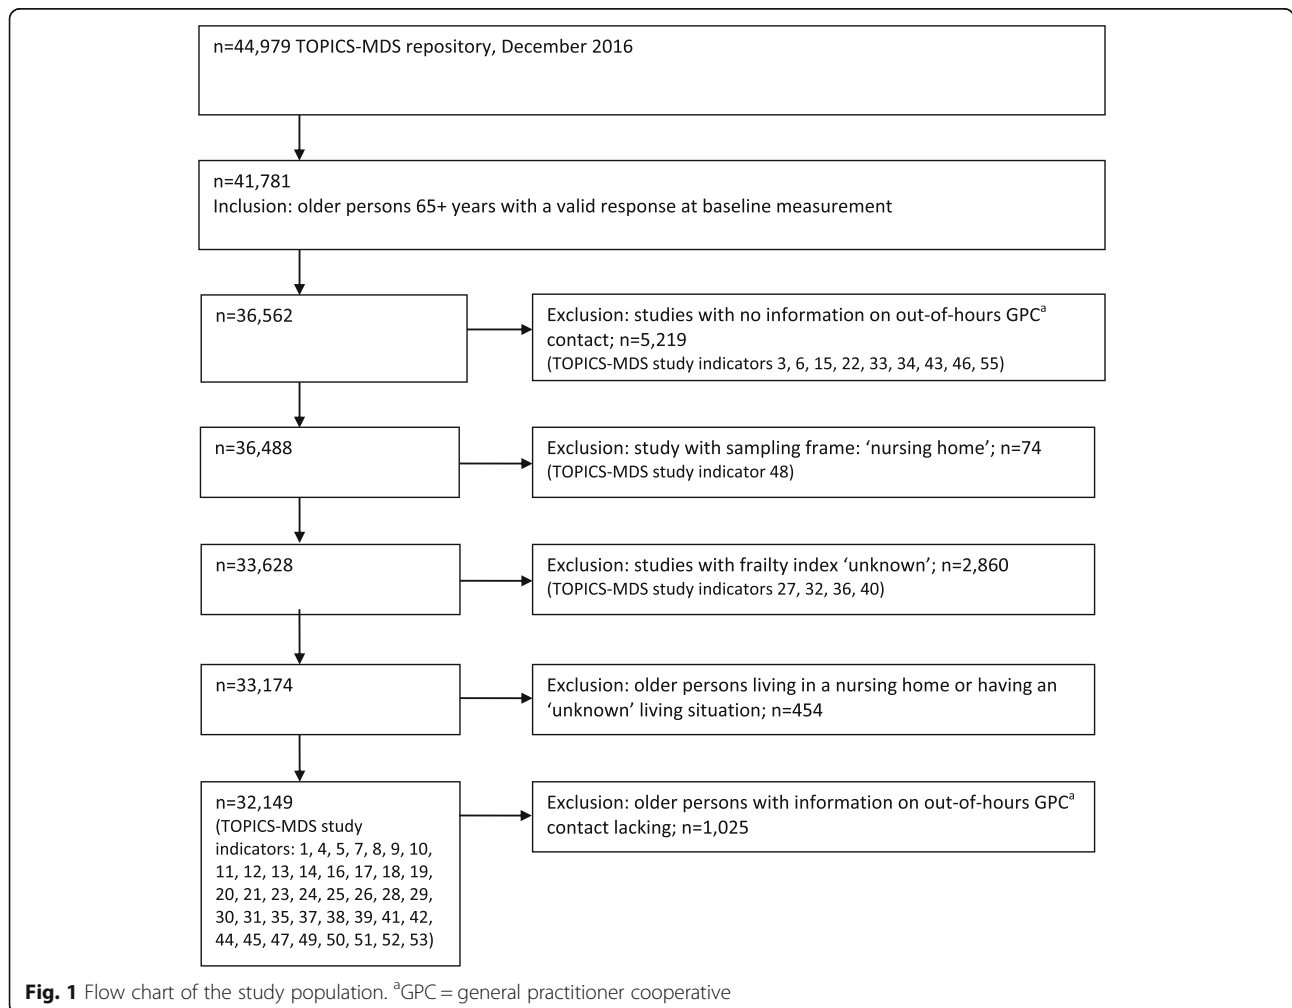 n=44,979 TOPICS-MDS repository, December 2016
n=41,781
Inclusion: older persons 65+ years with a valid response at baseline measurement
n=36,562
Exclusion: studies with no information on out-of-hours GPCᵃ
contact; n=5,219
(TOPICS-MDS study indicators 3, 6, 15, 22, 33, 34, 43, 46, 55)
n=36,488
Exclusion: study with sampling frame: ‘nursing home’; n=74
(TOPICS-MDS study indicator 48)
n=33,628
Exclusion: studies with frailty index ‘unknown’; n=2,860
(TOPICS-MDS study indicators 27, 32, 36, 40)
n=33,174
Exclusion: older persons living in a nursing home or having an
‘unknown’ living situation; n=454
n=32,149
(TOPICS-MDS study
indicators: 1, 4, 5, 7, 8, 9, 10,
11, 12, 13, 14, 16, 17, 18, 19,
20, 21, 23, 24, 25, 26, 28, 29,
30, 31, 35, 37, 38, 39, 41, 42,
44, 45, 47, 49, 50, 51, 52, 53)
Exclusion: older persons with information on out-of-hours GPCᵃ
contact lacking; n=1,025
Fig. 1 Flow chart of the study population. ᵃGPC = general practitioner cooperative